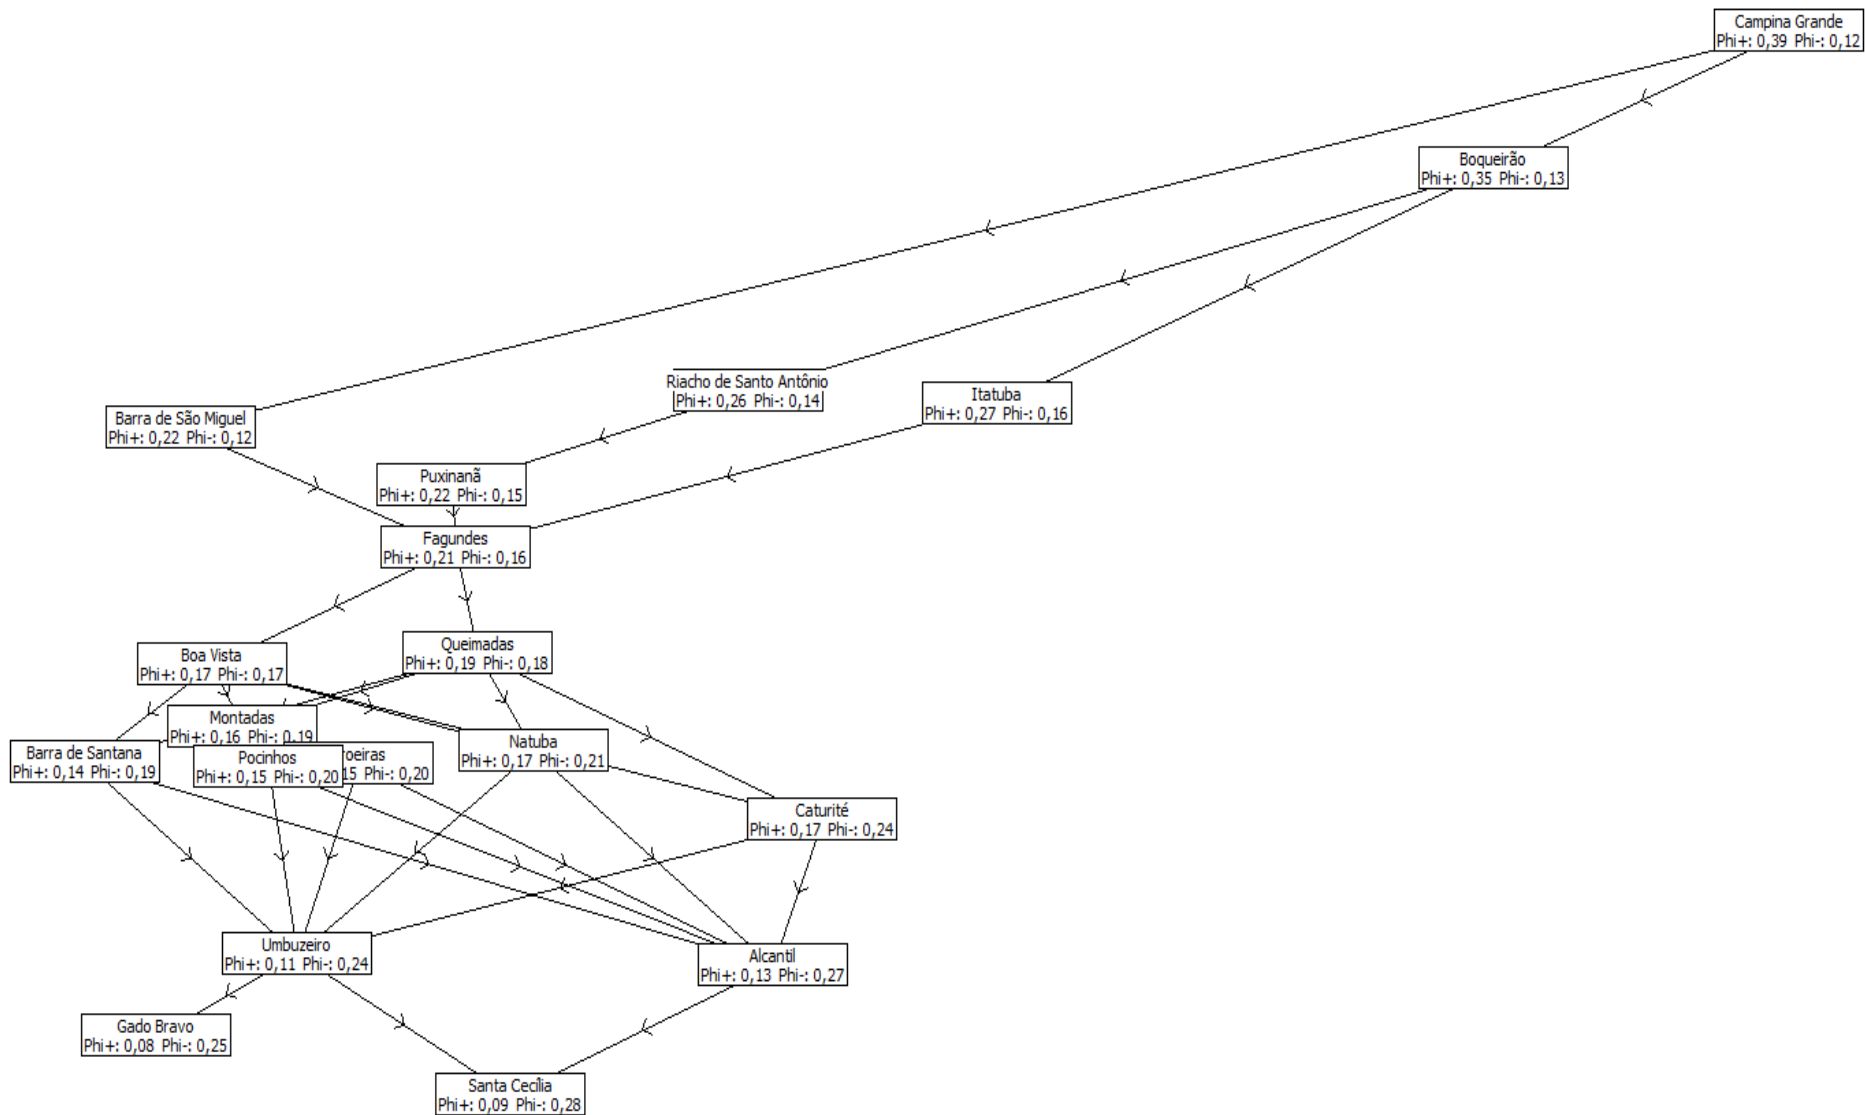 Campina Grande
Phi+: 0,39 Phi-: 0,12
Boqueirão
Phi+: 0,35 Phi-: 0,13
Riacho de Santo Antônio
Phi+: 0,26 Phi-: 0,14
Itatuba
Phi+: 0,27 Phi-: 0,16
Barra de São Miguel
Phi+: 0,22 Phi-: 0,12
Puxinanã
Phi+: 0,22 Phi-: 0,15
Fagundes
Phi+: 0,21 Phi-: 0,16
Queimadas
Phi+: 0,19 Phi-: 0,18
Boa Vista
Phi+: 0,17 Phi-: 0,17
Montadas
Phi+: 0,16 Phi-: 0,19
Barra de Santana
Phi+: 0,14 Phi-: 0,19
Pocinhos
Phi+: 0,15 Phi-: 0,20
roeiras
15 Phi-: 0,20
Natuba
Phi+: 0,17 Phi-: 0,21
Caturité
Phi+: 0,17 Phi-: 0,24
Umbuzeiro
Phi+: 0,11 Phi-: 0,24
Alcantil
Phi+: 0,13 Phi-: 0,27
Gado Bravo
Phi+: 0,08 Phi-: 0,25
Santa Cecília
Phi+: 0,09 Phi-: 0,28